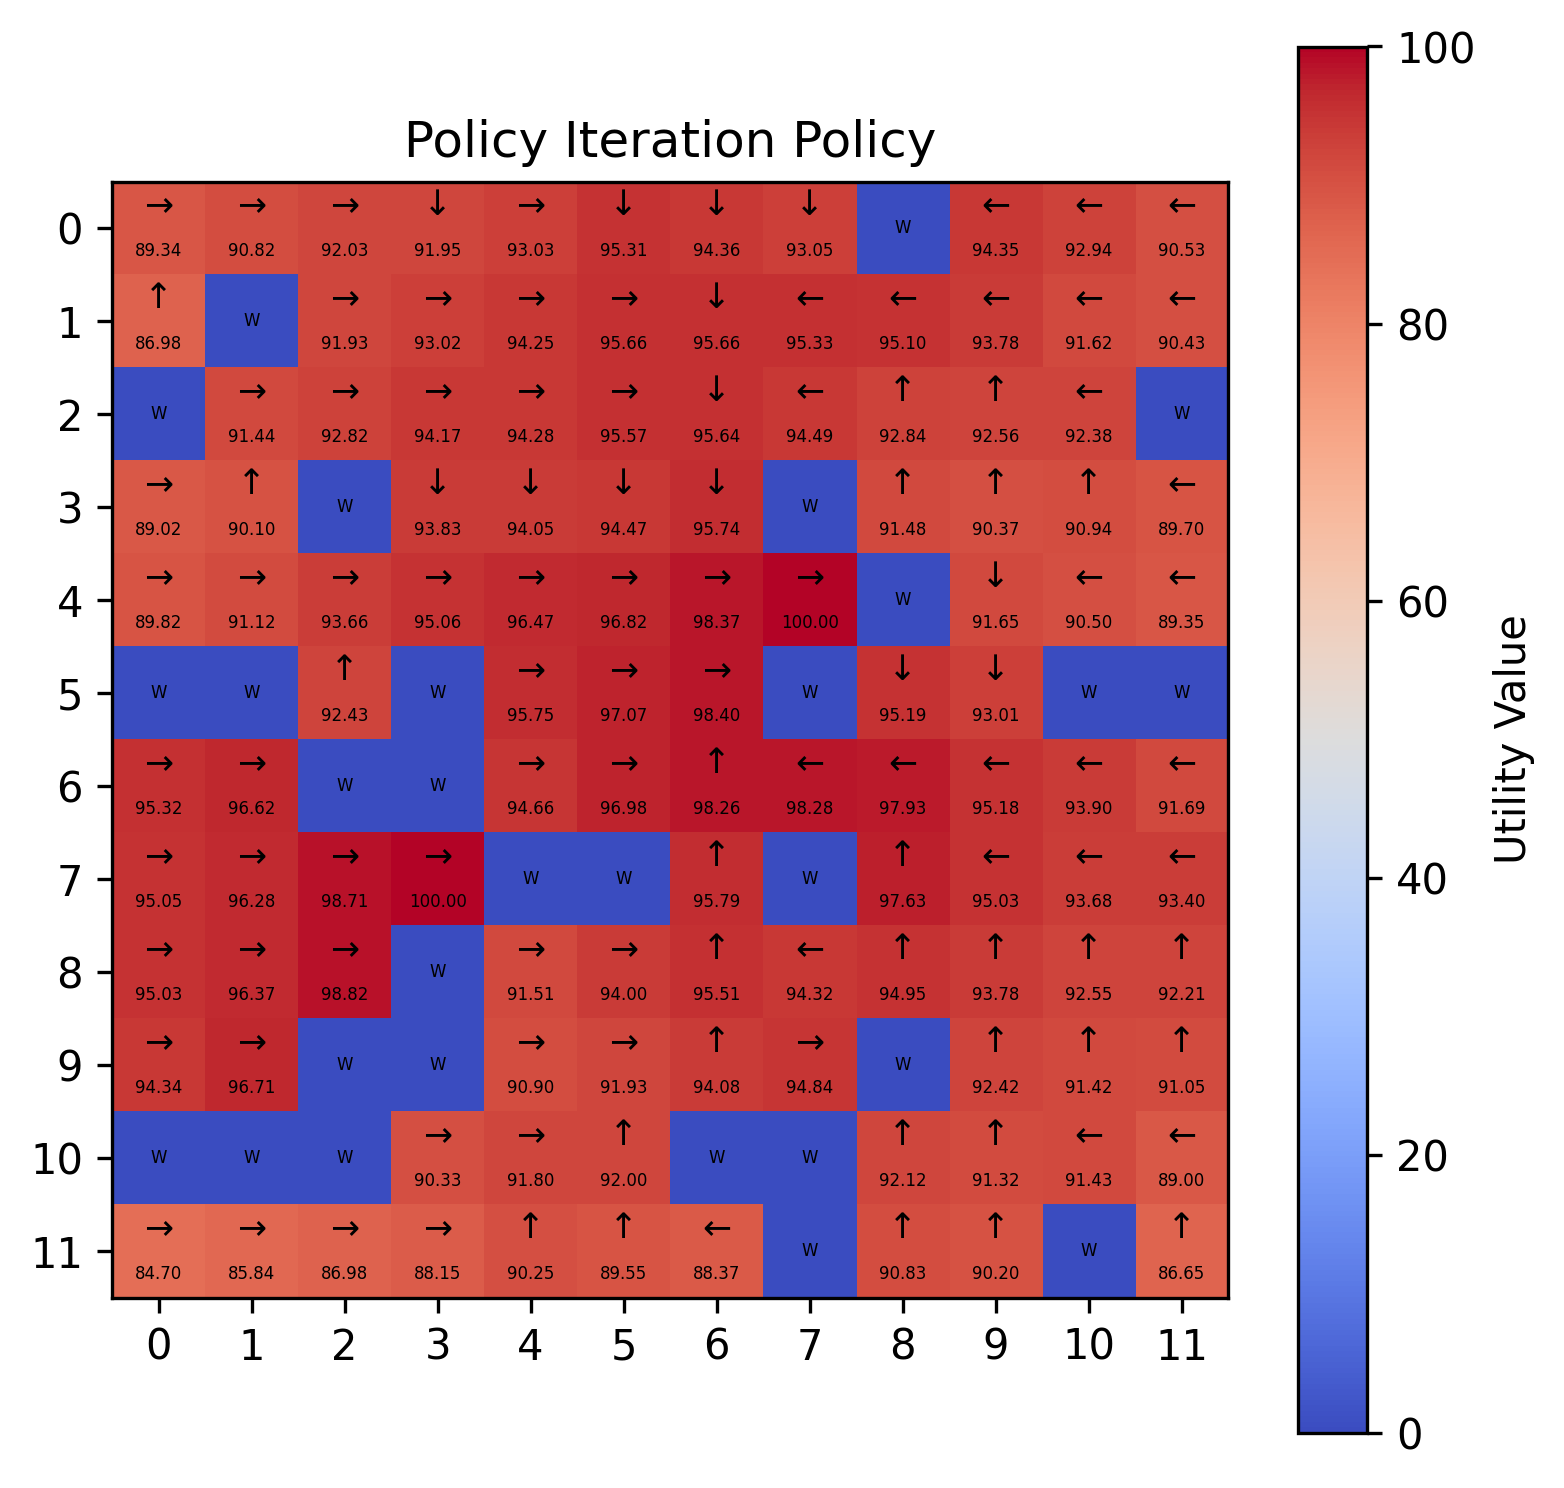 Policy Iteration Policy
0 → → → ↓ → ↓ ↓ ↓ W ← ← ←
89.34 90.82 92.03 91.95 93.03 95.31 94.36 93.05 94.35 92.94 90.53
1 ↑ W → → → → ↓ ← ← ← ← ←
86.98 91.93 93.02 94.25 95.66 95.66 95.33 95.10 93.78 91.62 90.43
2 W → → → → → ↓ ← ↑ ↑ ← W
91.44 92.82 94.17 94.28 95.57 95.64 94.49 92.84 92.56 92.38
3 → ↑ W ↓ ↓ ↓ ↓ W ↑ ↑ ↑ ←
89.02 90.10 93.83 94.05 94.47 95.74 91.48 90.37 90.94 89.70
4 → → → → → → → → W ↓ ← ←
89.82 91.12 93.66 95.06 96.47 96.82 98.37 100.00 91.65 90.50 89.35
5 W W ↑ W → → → W ↓ ↓ W W
92.43 95.75 97.07 98.40 95.19 93.01
6 → → W W → → ↑ ← ← ← ← ←
95.32 96.62 94.66 96.98 98.26 98.28 97.93 95.18 93.90 91.69
7 → → → → W W ↑ W ↑ ← ← ←
95.05 96.28 98.71 100.00 95.79 97.63 95.03 93.68 93.40
8 → → → W → → ↑ ← ↑ ↑ ↑ ↑
95.03 96.37 98.82 91.51 94.00 95.51 94.32 94.95 93.78 92.55 92.21
9 → → W W → → ↑ → W ↑ ↑ ↑
94.34 96.71 90.90 91.93 94.08 94.84 92.42 91.42 91.05
10 W W W → → ↑ W W ↑ ↑ ← ←
90.33 91.80 92.00 92.12 91.32 91.43 89.00
11 → → → → ↑ ↑ ← W ↑ ↑ W ↑
84.70 85.84 86.98 88.15 90.25 89.55 88.37 90.83 90.20 86.65
0 1 2 3 4 5 6 7 8 9 10 11
100
80
60
40
20
0
Utility Value